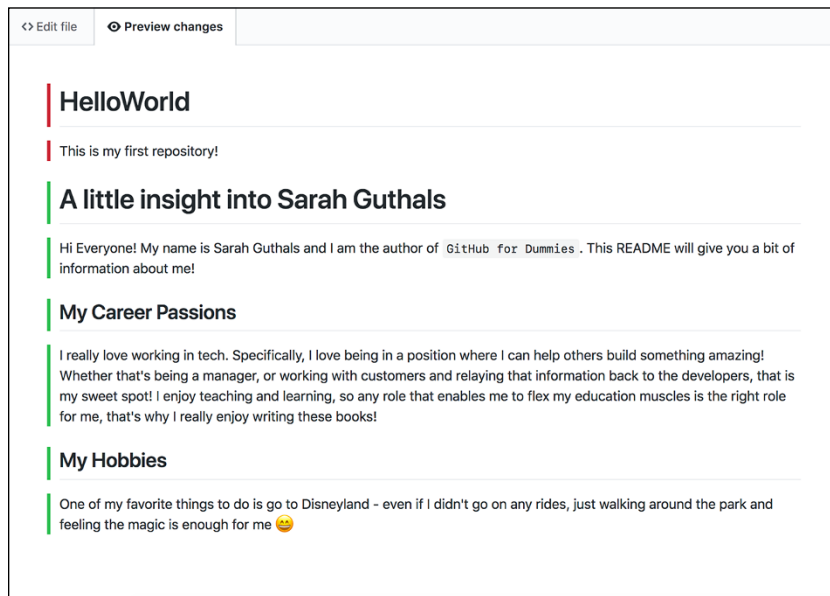 Edit file Preview changes
HelloWorld
This is my first repository!
A little insight into Sarah Guthals
Hi Everyone! My name is Sarah Guthals and I am the author of GitHub for Dummies. This README will give you a bit of
information about me!
My Career Passions
I really love working in tech. Specifically, I love being in a position where I can help others build something amazing!
Whether that's being a manager, or working with customers and relaying that information back to the developers, that is
my sweet spot! I enjoy teaching and learning, so any role that enables me to flex my education muscles is the right role
for me, that's why I really enjoy writing these books!
My Hobbies
One of my favorite things to do is go to Disneyland - even if I didn't go on any rides, just walking around the park and
feeling the magic is enough for me 😄